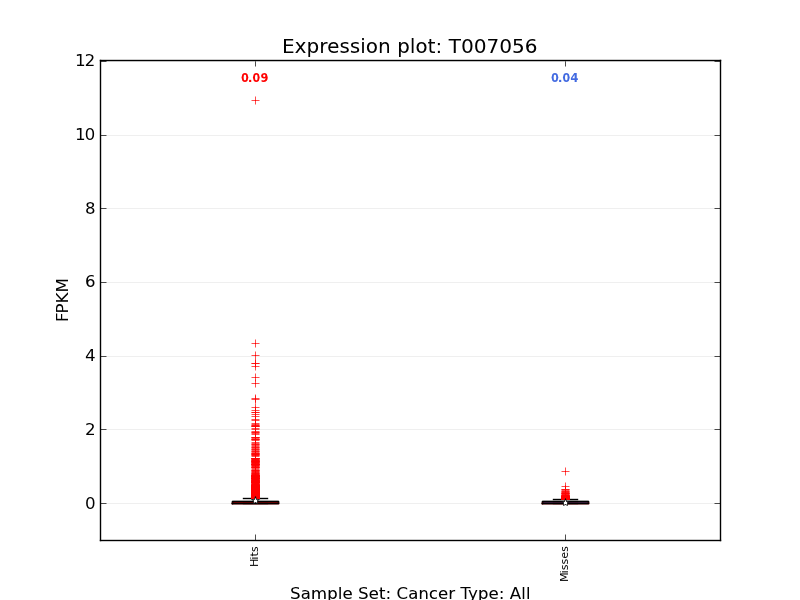 Expression plot: T007056
12
10
8
6
4
2
0
FPKM
0.09
0.04
Hits
Misses
Sample Set: Cancer Type: All